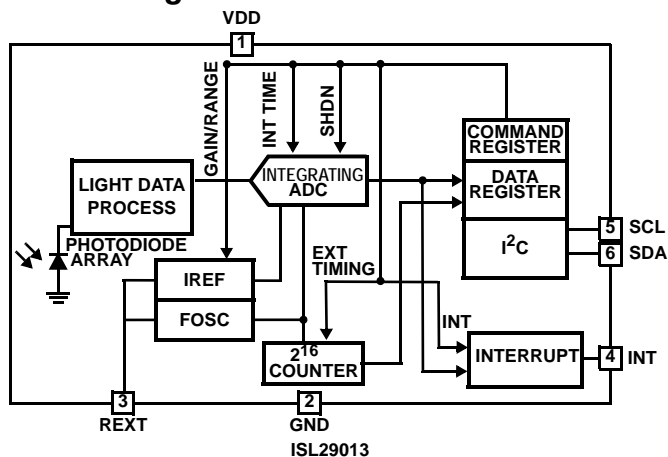 VDD
1
GAIN/RANGE
INT TIME
SHDN
COMMAND
REGISTER
LIGHT DATA
PROCESS
INTEGRATING
ADC
DATA
REGISTER
I²C
5 SCL
6 SDA
PHOTODIODE
ARRAY
EXT
TIMING
IREF
FOSC
INT
2¹⁶
COUNTER
INTERRUPT
4 INT
3
REXT
2
GND
ISL29013